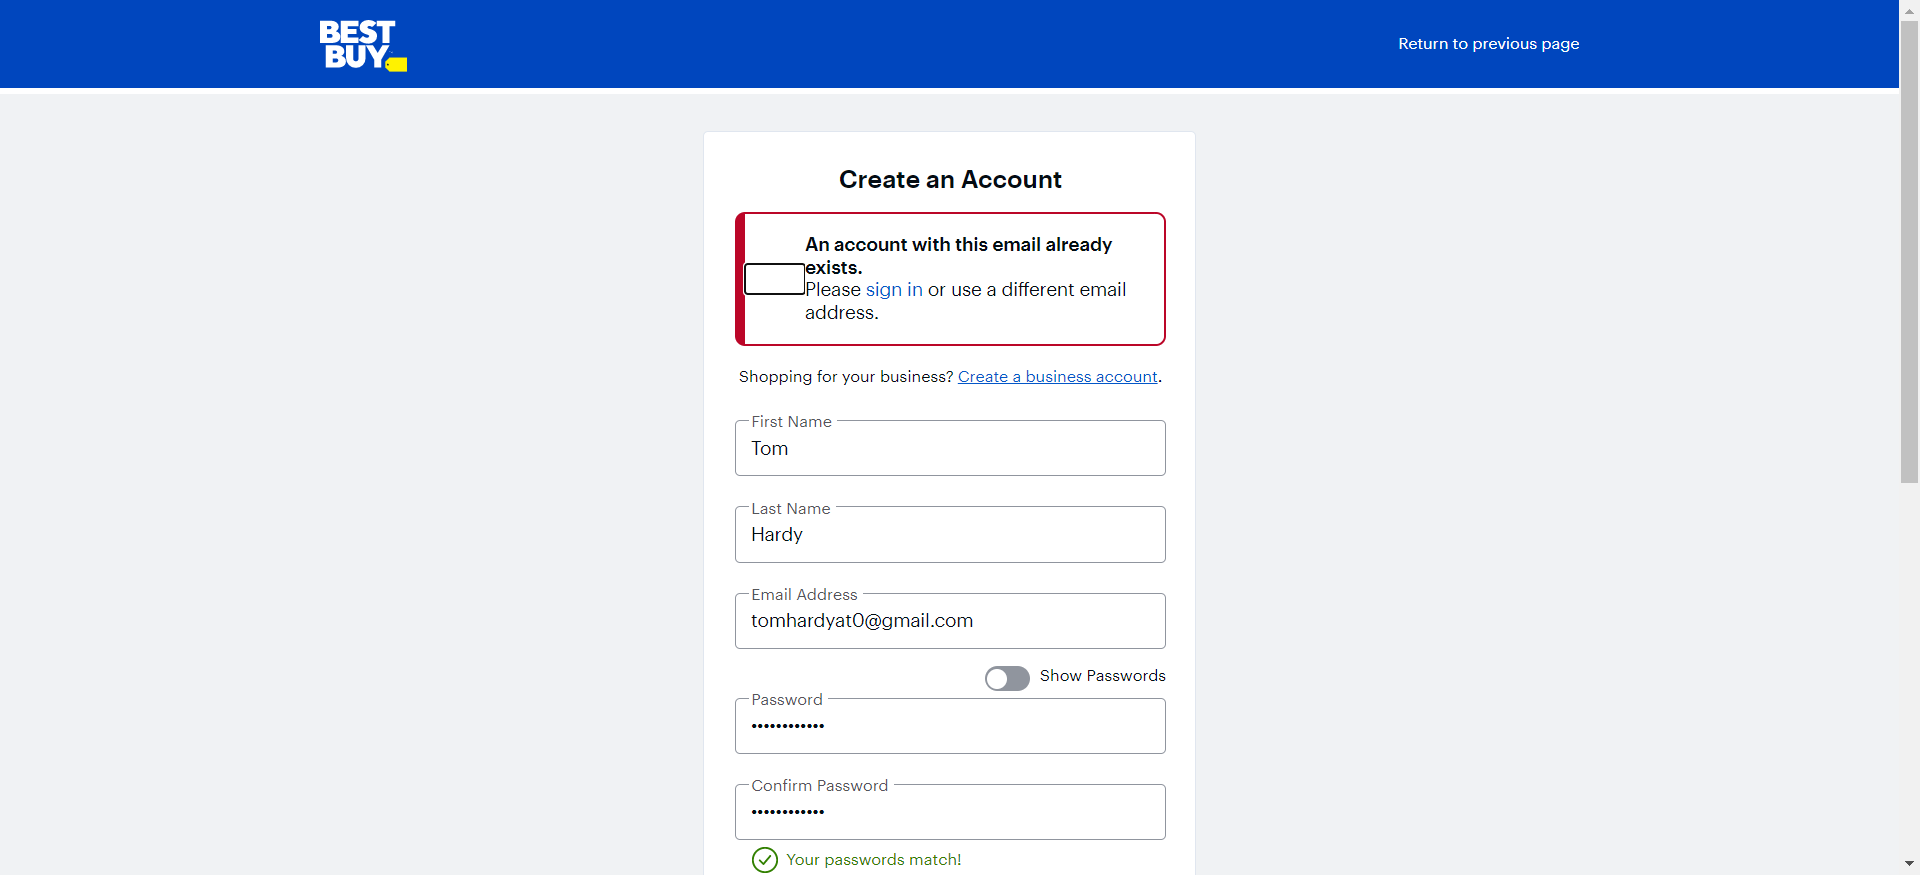 BEST
BUY
Return to previous page
Create an Account
An account with this email already
exists.
Please sign in or use a different email
address.
Shopping for your business? Create a business account.
First Name
Tom
Last Name
Hardy
Email Address
tomhardyat0@gmail.com
Show Passwords
Password
••••••••••••
Confirm Password
••••••••••••
Your passwords match!